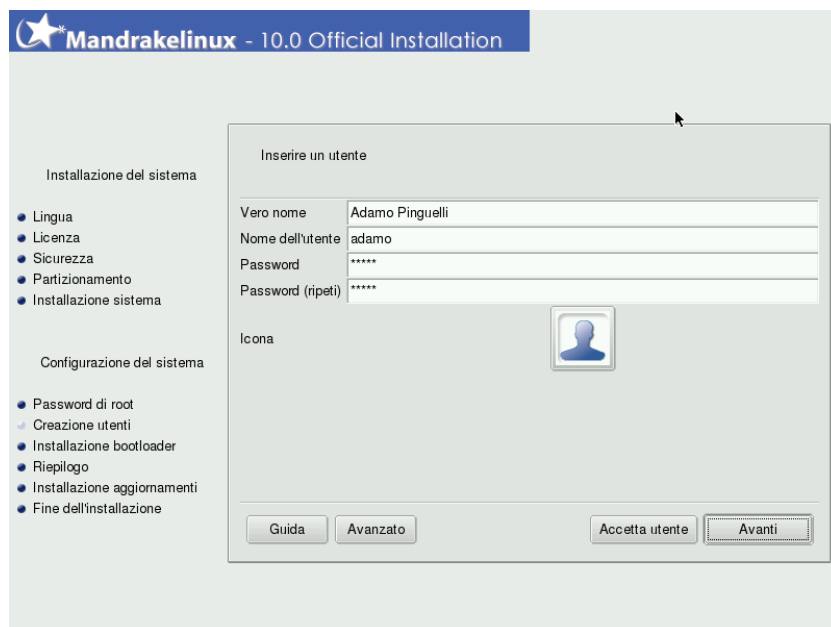 Mandrakelinux - 10.0 Official Installation
Installazione del sistema
Lingua
Licenza
Sicurezza
Partizionamento
Installazione sistema
Configurazione del sistema
Password di root
Creazione utenti
Installazione bootloader
Riepilogo
Installazione aggiornamenti
Fine dell'installazione
Inserire un utente
Vero nome Adamo Pinguelli
Nome dell'utente adamo
Password *****
Password (ripeti) *****
Icona
Guida Avanzato Accetta utente Avanti